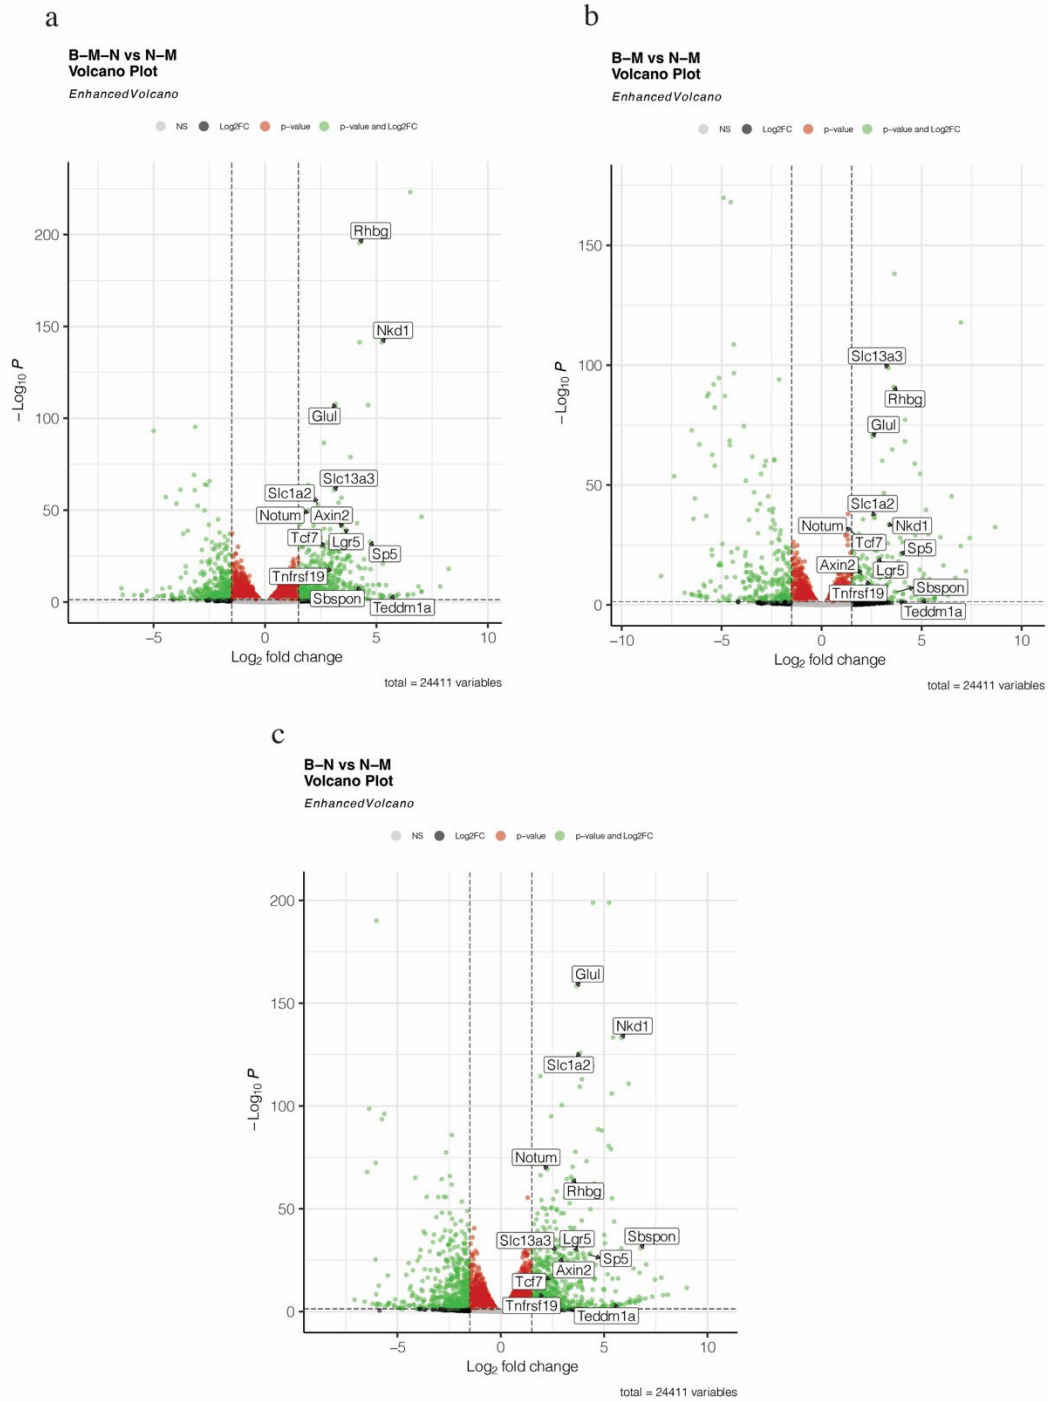 a
B–M–N vs N–M
Volcano Plot
EnhancedVolcano
NS Log2FC p–value p–value and Log2FC
200
150
100
50
0
–Log10 P
Rhbg
Nkd1
Glul
Slc13a3
Slc1a2
Notum
Axin2
Tcf7
Lgr5
Sp5
Tnfrsf19
Sbspon
Teddm1a
–5 0 5 10
Log2 fold change
total = 24411 variables
b
B–M vs N–M
Volcano Plot
EnhancedVolcano
NS Log2FC p–value p–value and Log2FC
150
100
50
0
–Log10 P
Slc13a3
Rhbg
Glul
Slc1a2
Notum
Nkd1
Tcf7
Sp5
Axin2
Lgr5
Sbspon
Tnfrsf19
Teddm1a
–10 –5 0 5 10
Log2 fold change
total = 24411 variables
c
B–N vs N–M
Volcano Plot
EnhancedVolcano
NS Log2FC p–value p–value and Log2FC
200
150
100
50
0
–Log10 P
Glul
Nkd1
Slc1a2
Notum
Rhbg
Slc13a3
Lgr5
Sbspon
Sp5
Axin2
Tcf7
Tnfrsf19
Teddm1a
–5 0 5 10
Log2 fold change
total = 24411 variables